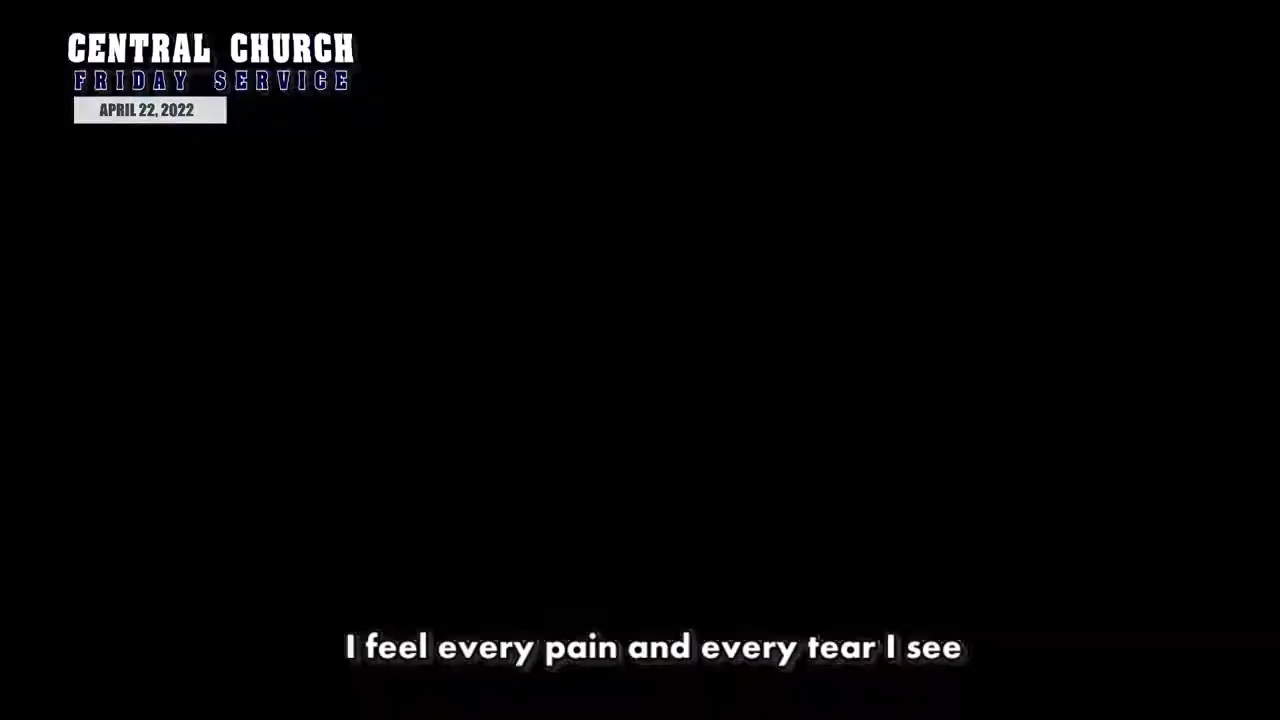 CENTRAL CHURCH
FRIDAY SERVICE
APRIL 22, 2022
I feel every pain and every tear I see